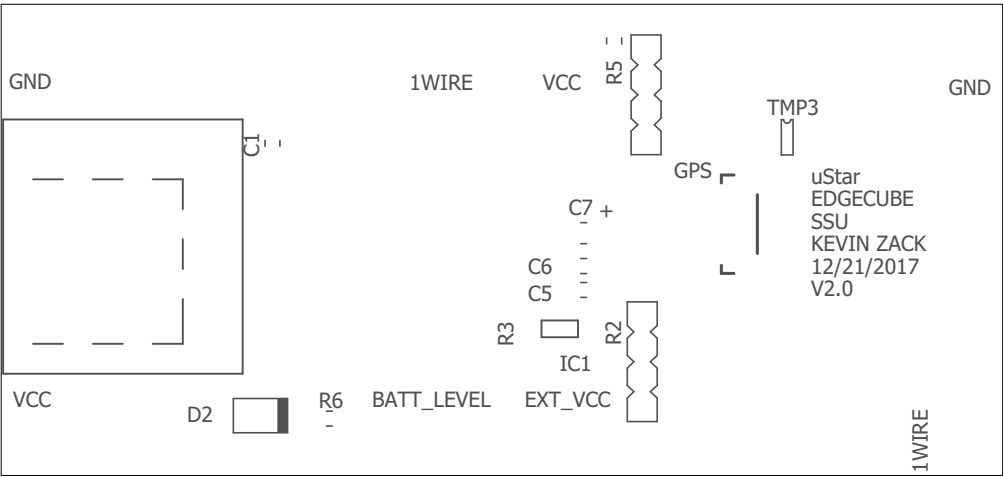 GND
1WIRE
VCC
R5
GND
TMP3
C1
GPS
uStar
EDGECUBE
SSU
KEVIN ZACK
12/21/2017
V2.0
C7 +
C6
C5
R3
R2
IC1
VCC
D2
R6
BATT_LEVEL
EXT_VCC
1WIRE